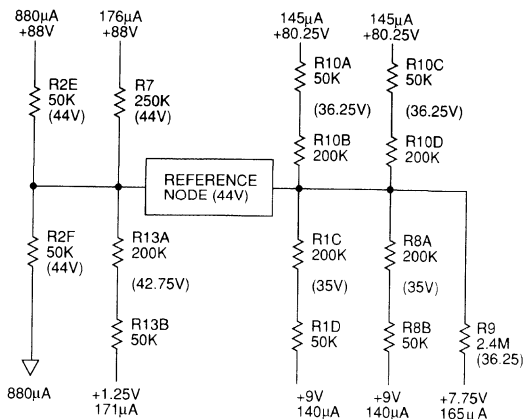 880µA
+88V
176µA
+88V
145µA
+80.25V
145µA
+80.25V
R2E
50K
(44V)
R7
250K
(44V)
R10A
50K
(36.25V)
R10B
200K
R10C
50K
(36.25V)
R10D
200K
REFERENCE
NODE (44V)
R2F
50K
(44V)
R13A
200K
(42.75V)
R13B
50K
R1C
200K
(35V)
R1D
50K
R8A
200K
(35V)
R8B
50K
R9
2.4M
(36.25)
880µA
+1.25V
171µA
+9V
140µA
+9V
140µA
+7.75V
165µA